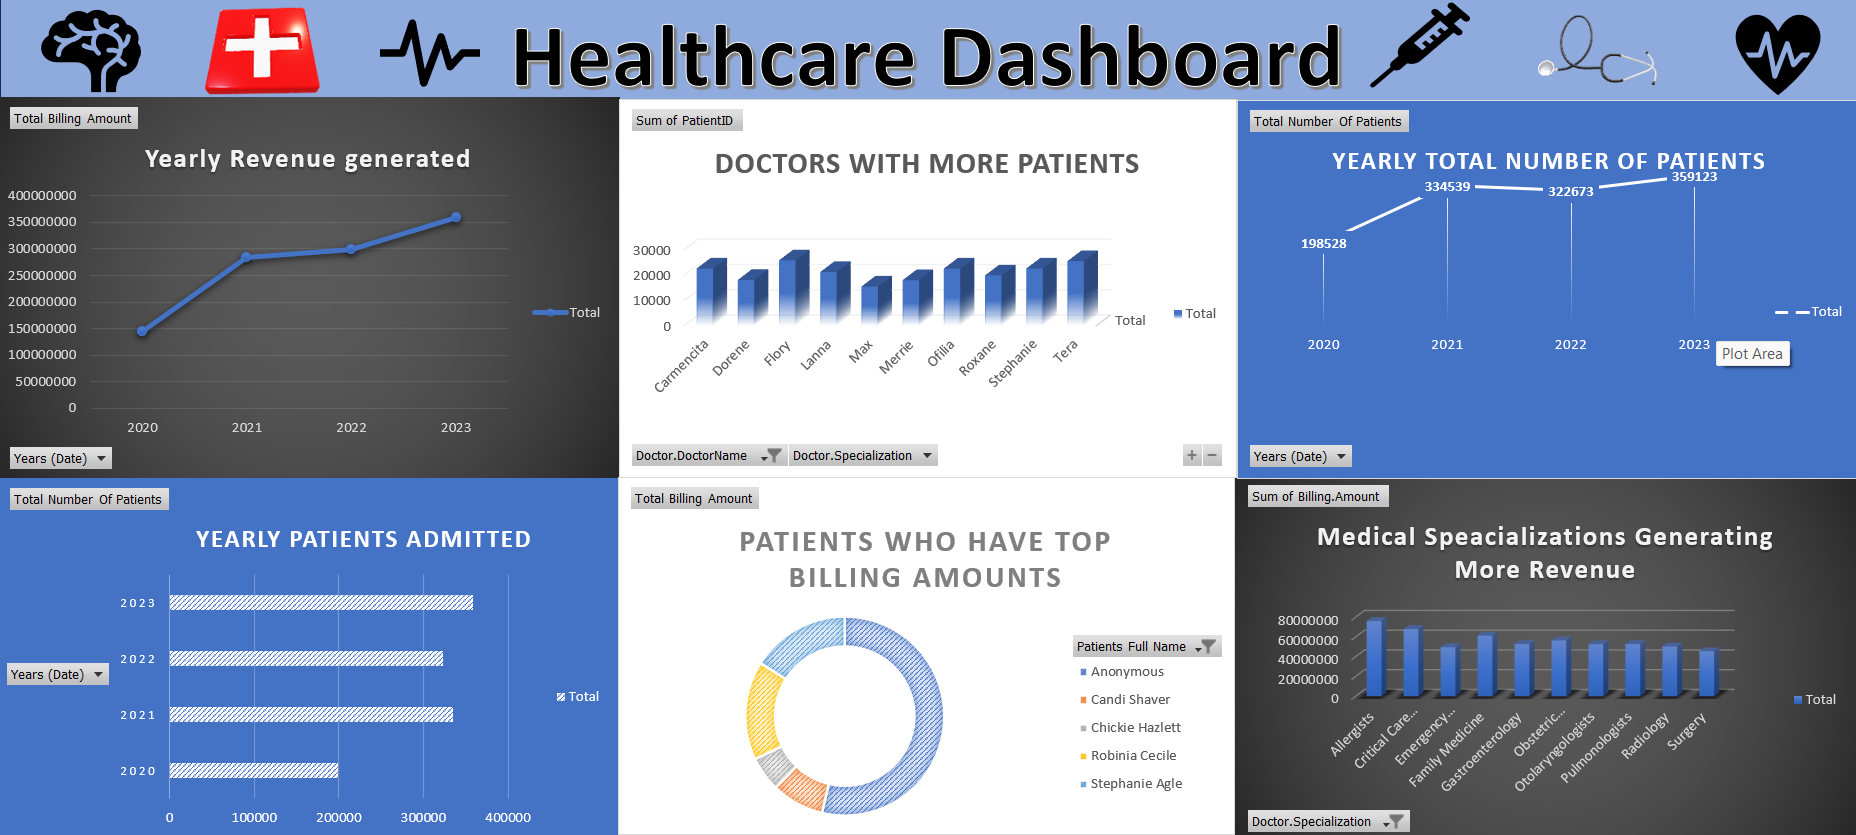 Healthcare Dashboard
Total Billing Amount
Yearly Revenue generated
400000000
350000000
300000000
250000000
200000000
150000000
100000000
50000000
0
2020 2021 2022 2023
Total
Years (Date)
Sum of PatientID
DOCTORS WITH MORE PATIENTS
30000
20000
10000
0
Carmencita
Dorene
Flory
Lanna
Max
Merrie
Ofilia
Roxane
Stephanie
Tera
Total
Total
Doctor.DoctorName
Doctor.Specialization
+ −
Total Number Of Patients
YEARLY TOTAL NUMBER OF PATIENTS
198528
334539
322673
359123
2020 2021 2022 2023
Total
Plot Area
Years (Date)
Total Number Of Patients
YEARLY PATIENTS ADMITTED
2023
2022
2021
2020
0 100000 200000 300000 400000
Years (Date)
Total
Total Billing Amount
PATIENTS WHO HAVE TOP
BILLING AMOUNTS
Patients Full Name
Anonymous
Candi Shaver
Chickie Hazlett
Robinia Cecile
Stephanie Agle
Sum of Billing.Amount
Medical Speacializations Generating
More Revenue
80000000
60000000
40000000
20000000
0
Allergists
Critical Care...
Emergency...
Family Medicine
Gastroenterology
Obstetric...
Otolaryngologists
Pulmonologists
Radiology
Surgery
Total
Doctor.Specialization